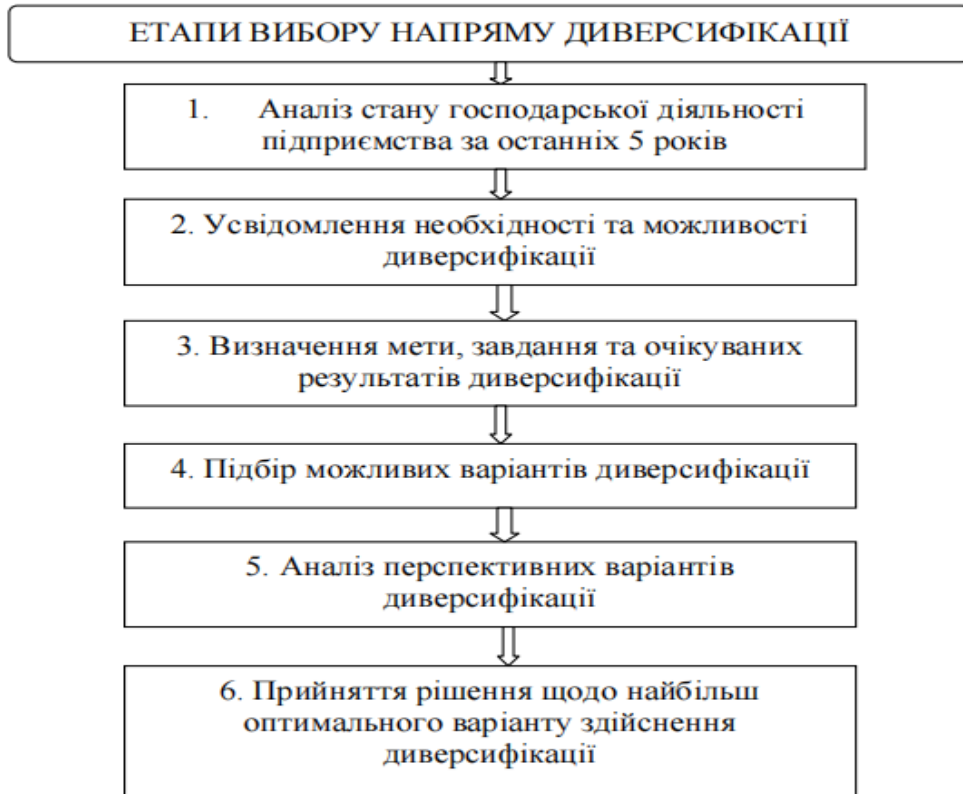 ЕТАПИ ВИБОРУ НАПРЯМУ ДИВЕРСИФІКАЦІЇ
1. Аналіз стану господарської діяльності
підприємства за останніх 5 років
2. Усвідомлення необхідності та можливості
диверсифікації
3. Визначення мети, завдання та очікуваних
результатів диверсифікації
4. Підбір можливих варіантів диверсифікації
5. Аналіз перспективних варіантів
диверсифікації
6. Прийняття рішення щодо найбільш
оптимального варіанту здійснення
диверсифікації